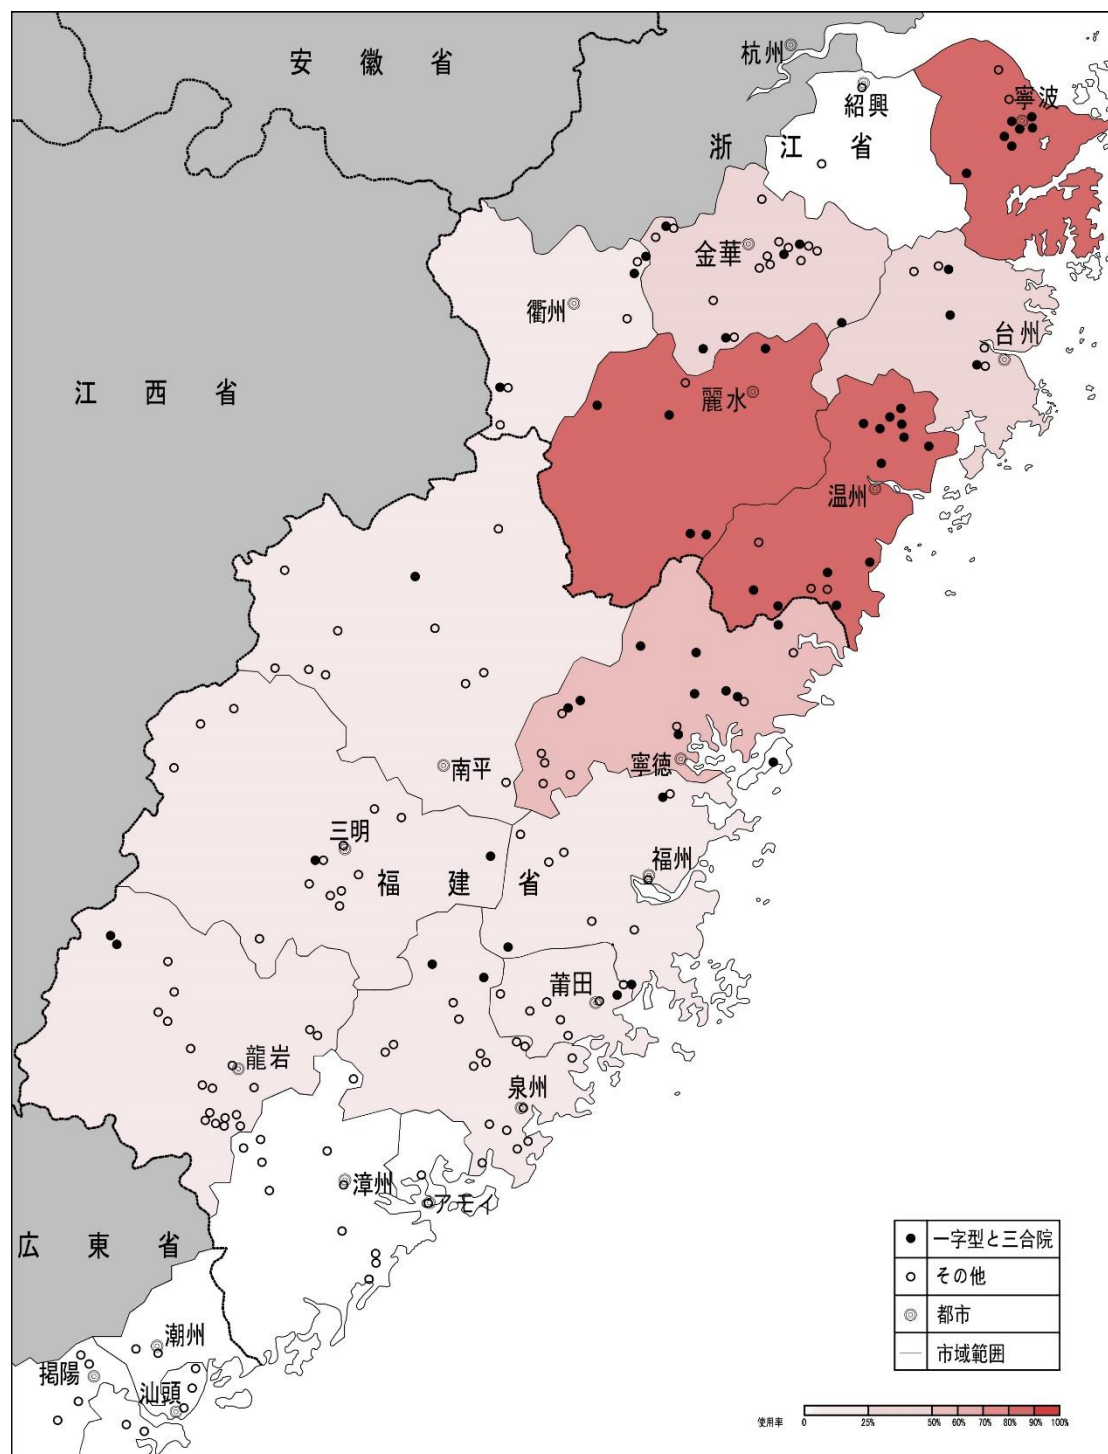 安徽省
杭州
紹興
寧波
浙江省
金華
衢州
台州
江西省
麗水
温州
南平
寧徳
三明
福建省
福州
莆田
龍岩
泉州
漳州
アモイ
広東省
潮州
掲陽
汕頭
一字型と三合院
その他
都市
市域範囲
使用率 0 25% 50% 60% 70% 80% 90% 100%